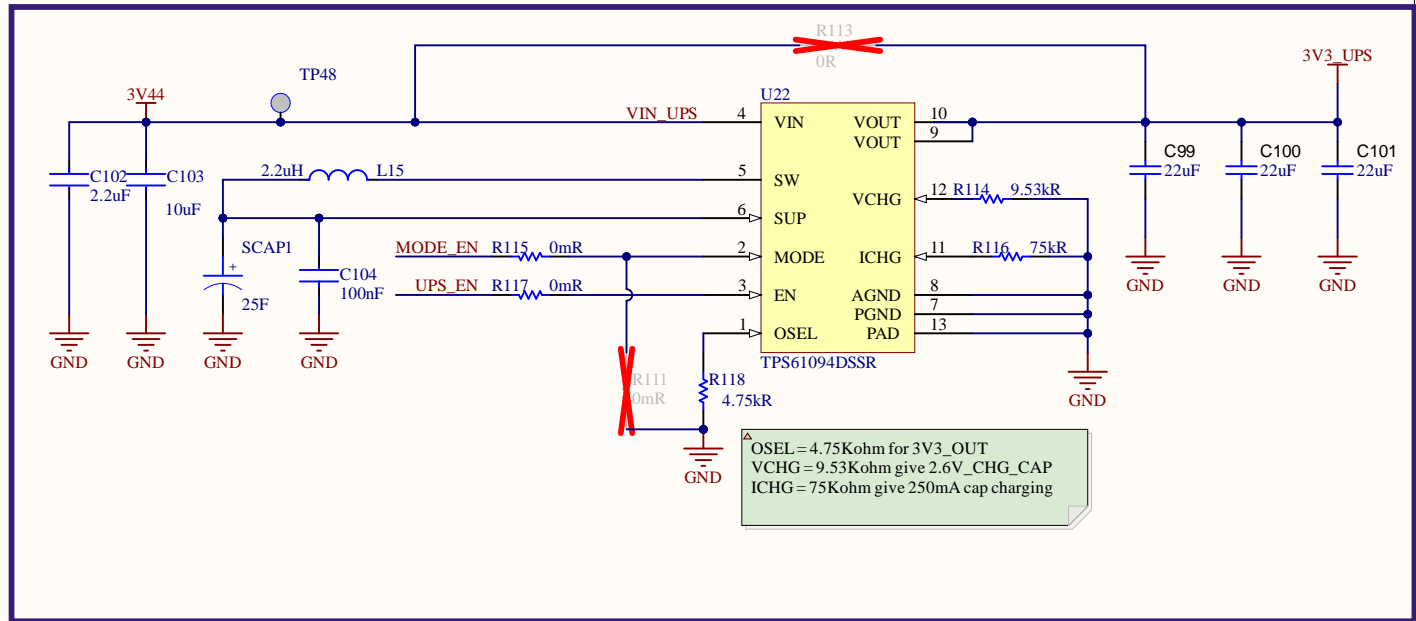 R113
0R
TP48
3V3_UPS
3V44
U22
VIN_UPS
4
VIN
VOUT
10
VOUT
9
C102
2.2uF
C103
10uF
2.2uH
L15
5
SW
VCHG
12
R114
9.53kR
C99
22uF
C100
22uF
C101
22uF
6
SUP
SCAP1
+
25F
C104
100nF
MODE_EN
R115
0mR
2
MODE
ICHG
11
R116
75kR
UPS_EN
R117
0mR
3
EN
AGND
8
PGND
7
1
OSEL
PAD
13
GND
GND
GND
GND
GND
GND
GND
TPS61094DSSR
R111
0mR
R118
4.75kR
GND
GND
OSEL = 4.75Kohm for 3V3_OUT
VCHG = 9.53Kohm give 2.6V_CHG_CAP
ICHG = 75Kohm give 250mA cap charging